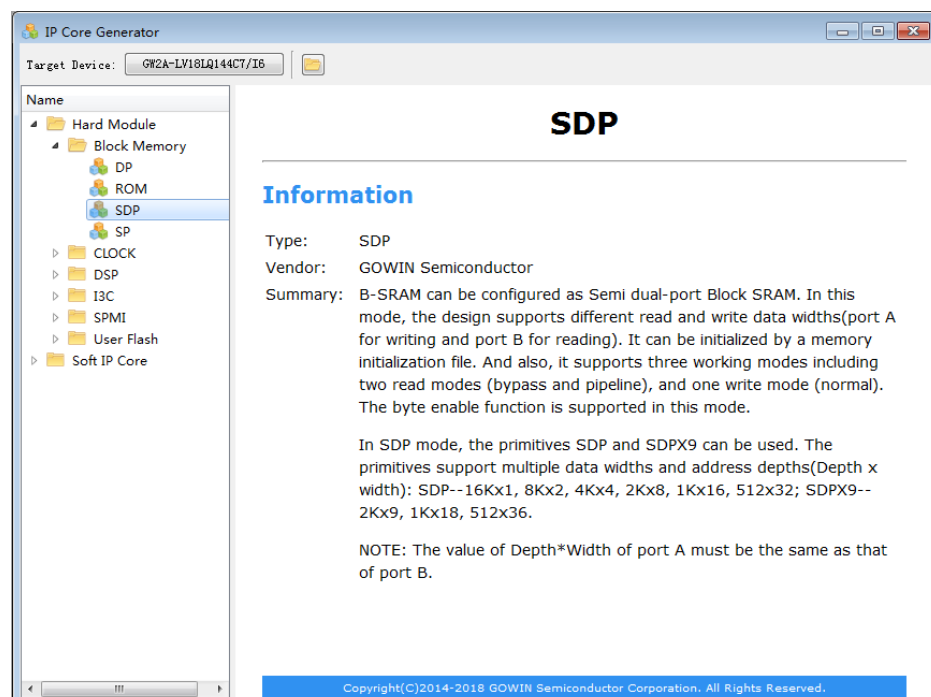 IP Core Generator
Target Device: GW2A-LV18LQ144C7/I6
Name
Hard Module
Block Memory
DP
ROM
SDP
SP
CLOCK
DSP
I3C
SPMI
User Flash
Soft IP Core
SDP
Information
Type: SDP
Vendor: GOWIN Semiconductor
Summary: B-SRAM can be configured as Semi dual-port Block SRAM. In this
mode, the design supports different read and write data widths(port A
for writing and port B for reading). It can be initialized by a memory
initialization file. And also, it supports three working modes including
two read modes (bypass and pipeline), and one write mode (normal).
The byte enable function is supported in this mode.
In SDP mode, the primitives SDP and SDPX9 can be used. The
primitives support multiple data widths and address depths(Depth x
width): SDP--16Kx1, 8Kx2, 4Kx4, 2Kx8, 1Kx16, 512x32; SDPX9--
2Kx9, 1Kx18, 512x36.
NOTE: The value of Depth*Width of port A must be the same as that
of port B.
Copyright(C)2014-2018 GOWIN Semiconductor Corporation. All Rights Reserved.